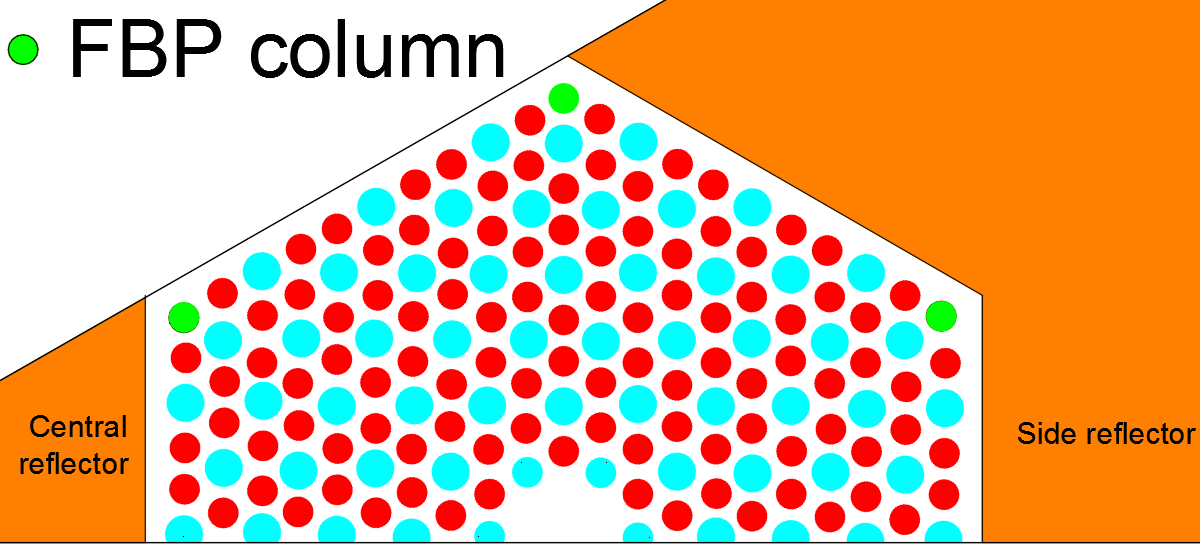 FBP column
Central
reflector
Side reflector